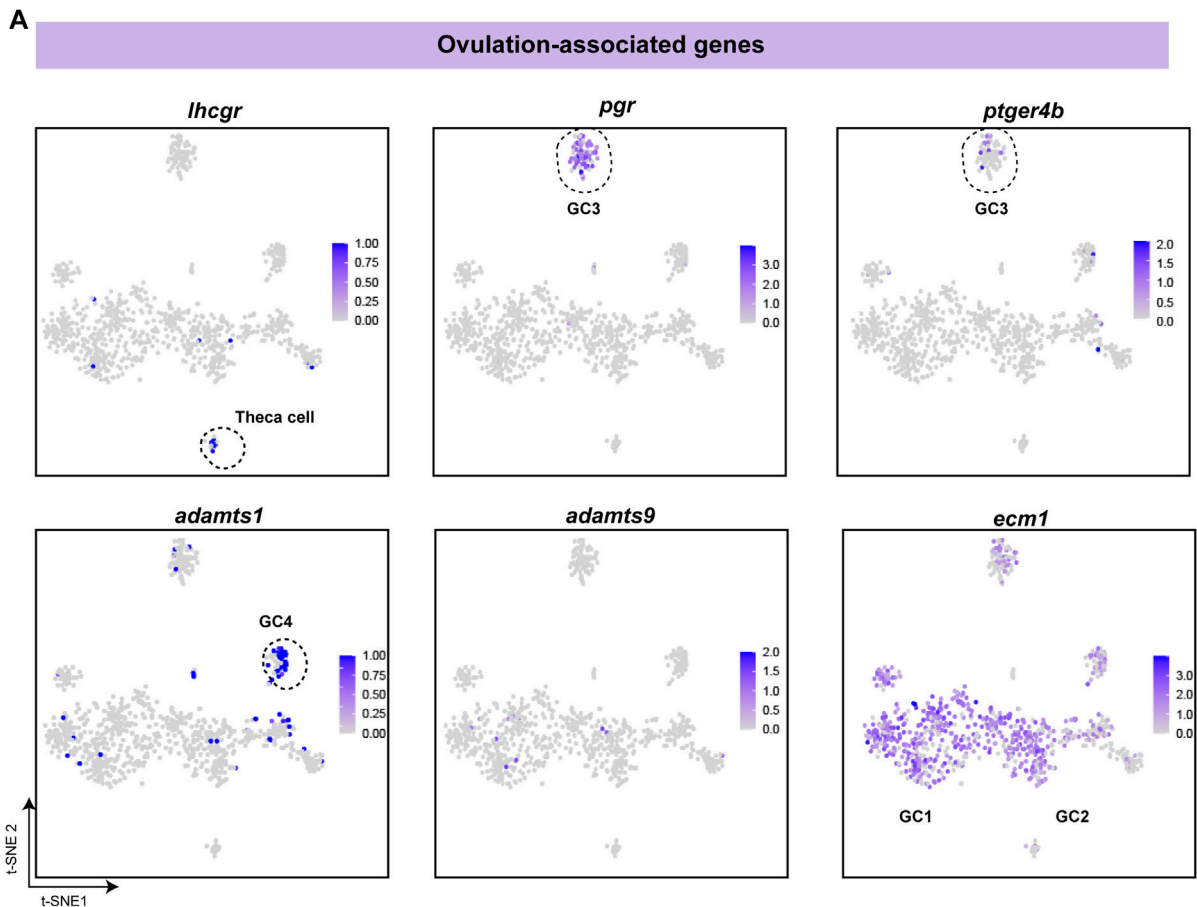 A
Ovulation-associated genes
lhcgr
pgr
ptger4b
GC3
GC3
1.00
0.75
0.50
0.25
0.00
3.0
2.0
1.0
0.0
2.0
1.5
1.0
0.5
0.0
Theca cell
adamts1
adamts9
ecm1
GC4
1.00
0.75
0.50
0.25
0.00
2.0
1.5
1.0
0.5
0.0
3.0
2.0
1.0
0.0
GC1
GC2
t-SNE 2
t-SNE1